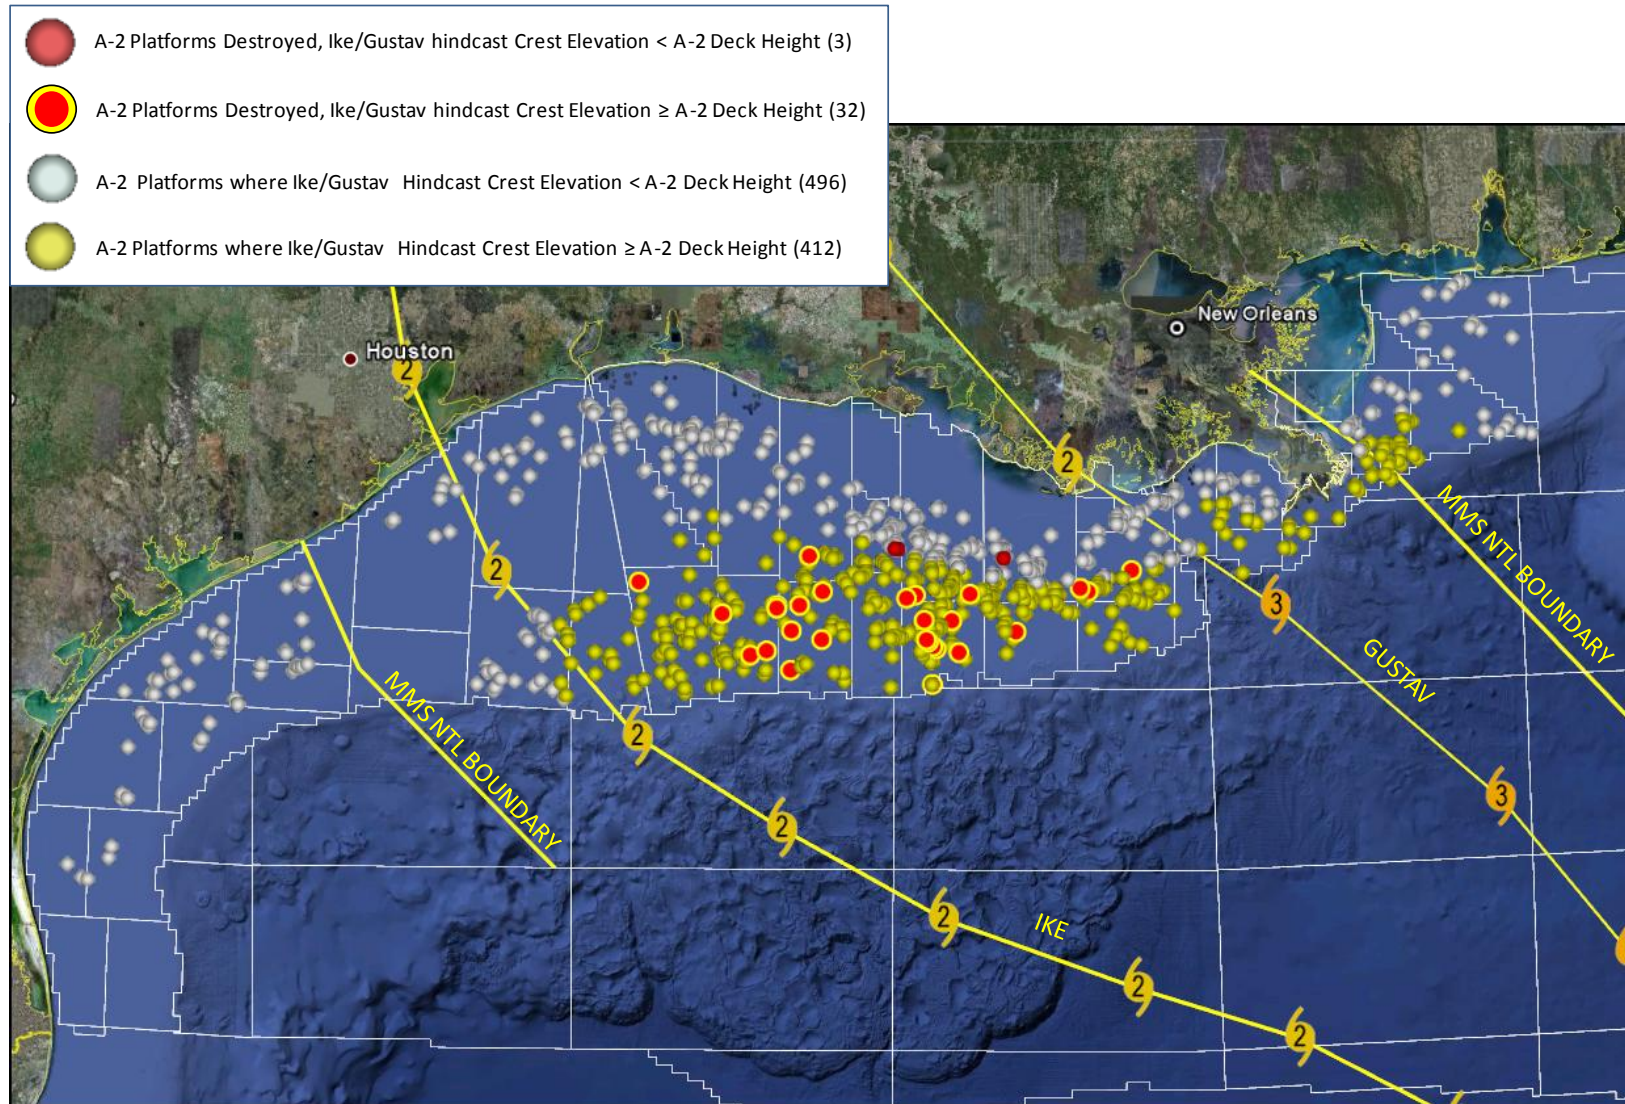 A-2 Platforms Destroyed, Ike/Gustav hindcast Crest Elevation < A-2 Deck Height (3)
A-2 Platforms Destroyed, Ike/Gustav hindcast Crest Elevation ≥ A-2 Deck Height (32)
A-2 Platforms where Ike/Gustav Hindcast Crest Elevation < A-2 Deck Height (496)
A-2 Platforms where Ike/Gustav Hindcast Crest Elevation ≥ A-2 Deck Height (412)
New Orleans
Houston
2
2
MMS NTL BOUNDARY
2
3
GUSTAV
MMS NTL BOUNDARY
2
3
2
2
IKE
2
2